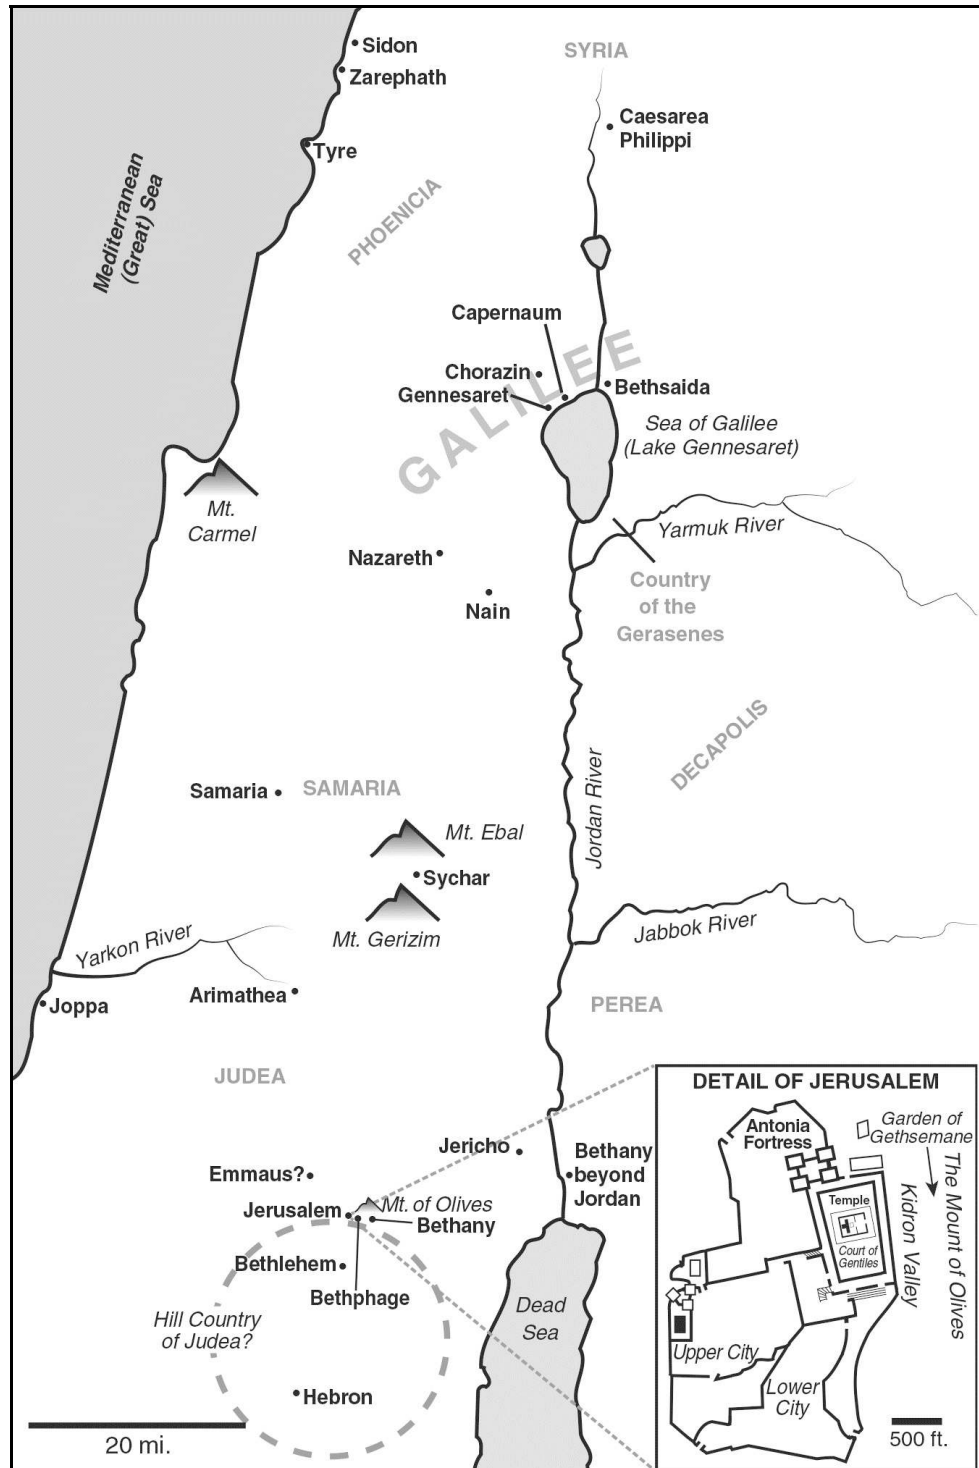 Sidon
SYRIA
Zarephath
Caesarea
Philippi
Tyre
Mediterranean
(Great) Sea
PHOENICIA
Capernaum
GALILEE
Chorazin
Gennesaret
Bethsaida
Sea of Galilee
(Lake Gennesaret)
Mt.
Carmel
Yarmuk River
Nazareth
Country
of the
Gerasenes
Nain
DECAPOLIS
Jordan River
Samaria
SAMARIA
Mt. Ebal
Sychar
Mt. Gerizim
Jabbok River
Yarkon River
Arimathea
Joppa
PEREA
JUDEA
Jericho
Bethany
beyond
Jordan
Emmaus?
Mt. of Olives
Jerusalem
Bethany
Bethlehem
Bethphage
Hill Country
of Judea?
Dead
Sea
Hebron
20 mi.
DETAIL OF JERUSALEM
Antonia
Fortress
Garden of
Gethsemane
The Mount of Olives
Kidron Valley
Temple
Court of
Gentiles
Upper City
Lower
City
500 ft.